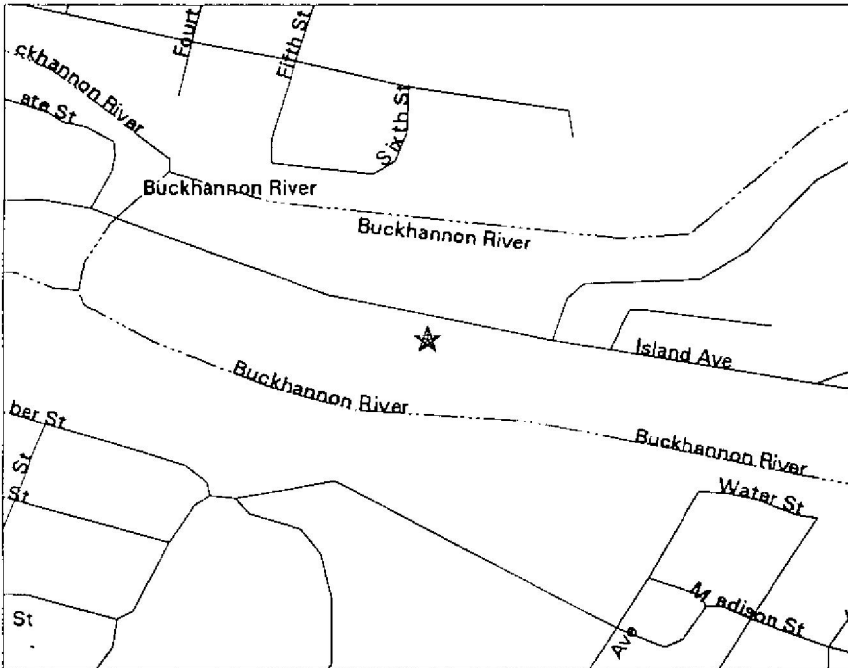 Fourt
Fifth St
ckhannon River
ate St
Sixth St
Buckhannon River
Buckhannon River
Island Ave
Buckhannon River
ber St
Buckhannon River
St
St
Water St
Madison St
St
Ave